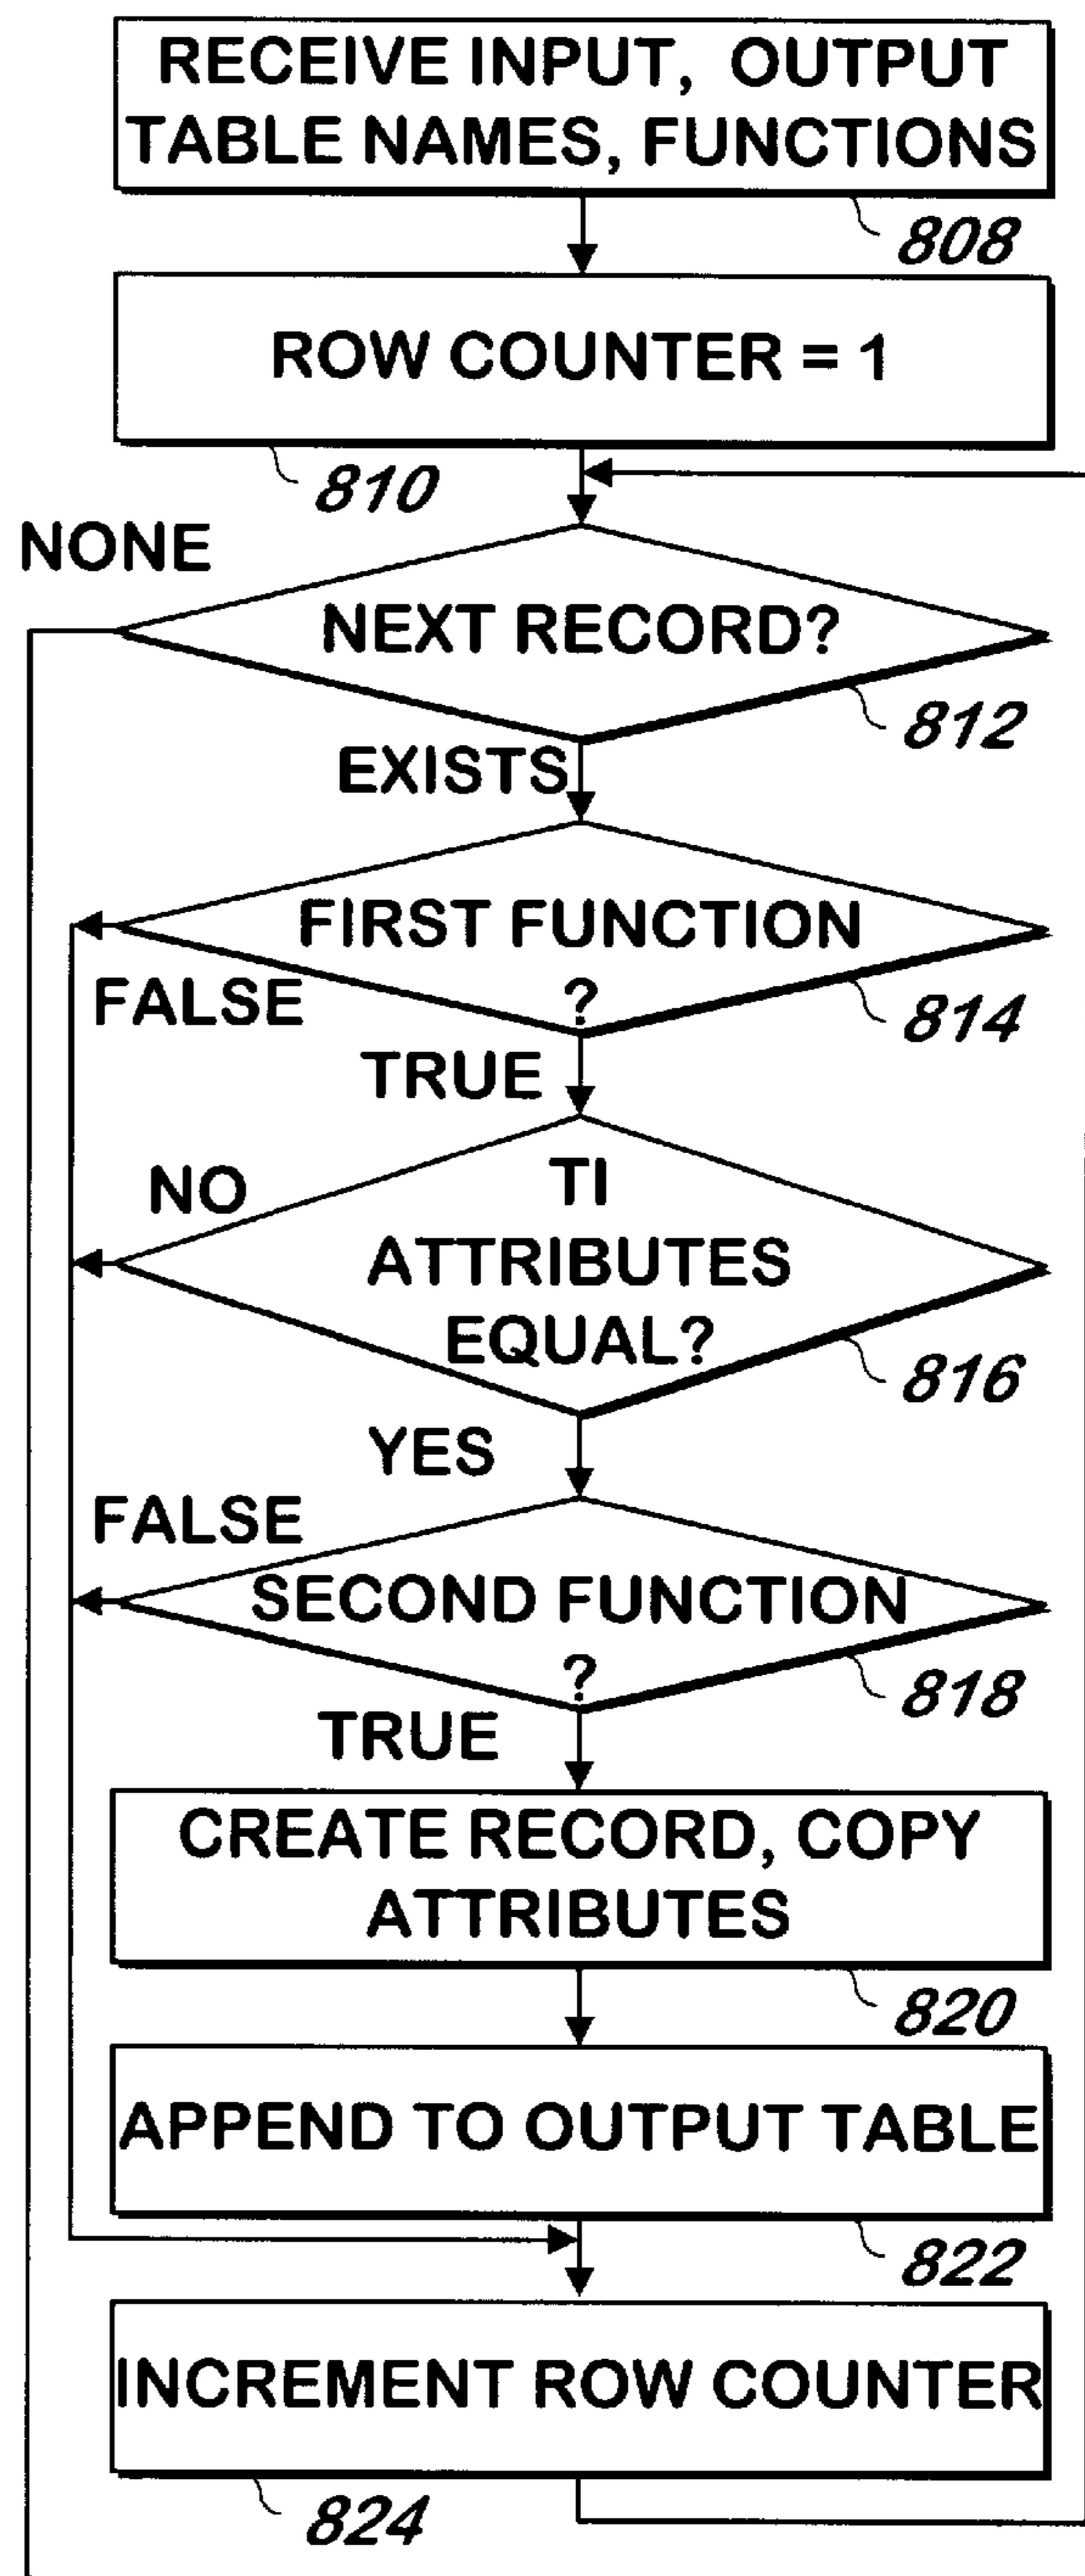 RECEIVE INPUT, OUTPUT
TABLE NAMES, FUNCTIONS
808
ROW COUNTER = 1
810
NONE
NEXT RECORD?
812
EXISTS
FIRST FUNCTION
?
FALSE
814
TRUE
NO
TI
ATTRIBUTES
EQUAL?
816
YES
FALSE
SECOND FUNCTION
?
818
TRUE
CREATE RECORD, COPY
ATTRIBUTES
820
APPEND TO OUTPUT TABLE
822
INCREMENT ROW COUNTER
824